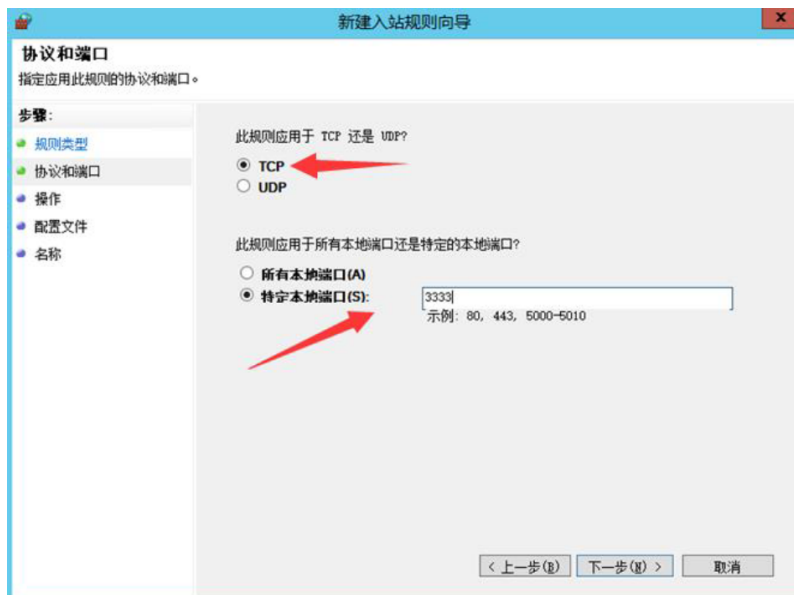 新建入站规则向导
x
协议和端口
指定应用此规则的协议和端口。
步骤:
规则类型
协议和端口
操作
配置文件
名称
此规则应用于 TCP 还是 UDP?
TCP
UDP
此规则应用于所有本地端口还是特定的本地端口?
所有本地端口(A)
特定本地端口(S): 3333
示例: 80, 443, 5000-5010
< 上一步(B) 下一步(N) > 取消